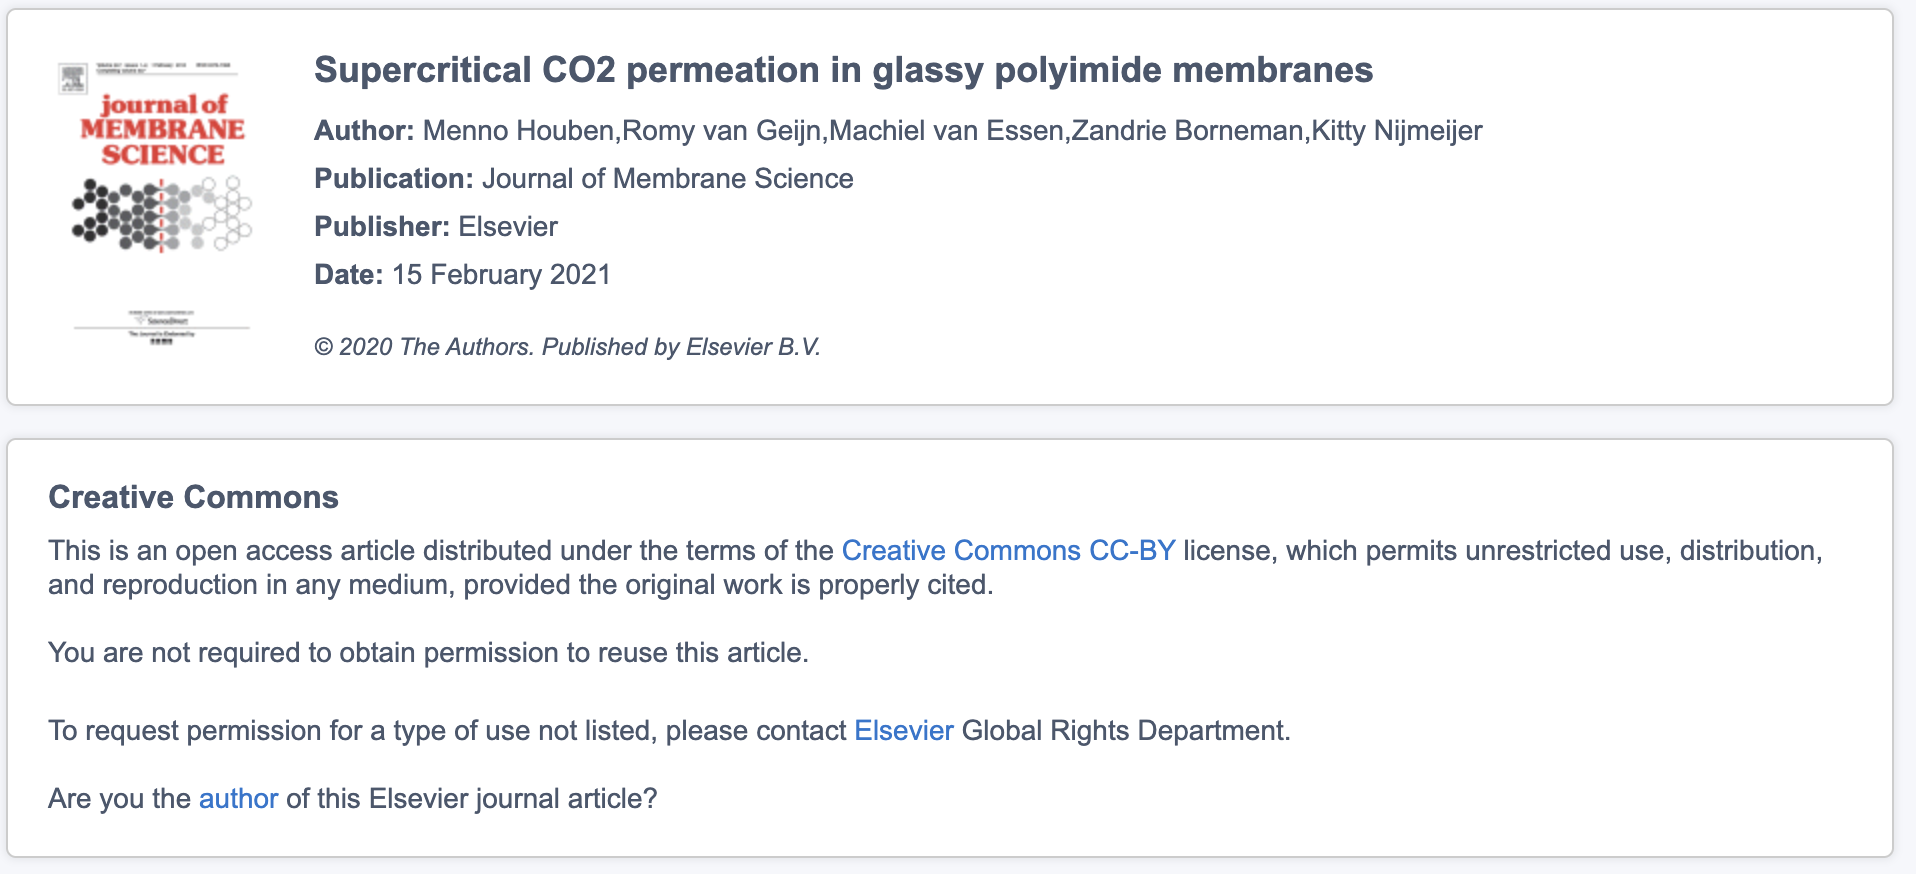 journal of
MEMBRANE
SCIENCE
ScienceDirect
Supercritical CO2 permeation in glassy polyimide membranes
Author: Menno Houben,Romy van Geijn,Machiel van Essen,Zandrie Borneman,Kitty Nijmeijer
Publication: Journal of Membrane Science
Publisher: Elsevier
Date: 15 February 2021
© 2020 The Authors. Published by Elsevier B.V.
Creative Commons
This is an open access article distributed under the terms of the Creative Commons CC-BY license, which permits unrestricted use, distribution,
and reproduction in any medium, provided the original work is properly cited.
You are not required to obtain permission to reuse this article.
To request permission for a type of use not listed, please contact Elsevier Global Rights Department.
Are you the author of this Elsevier journal article?